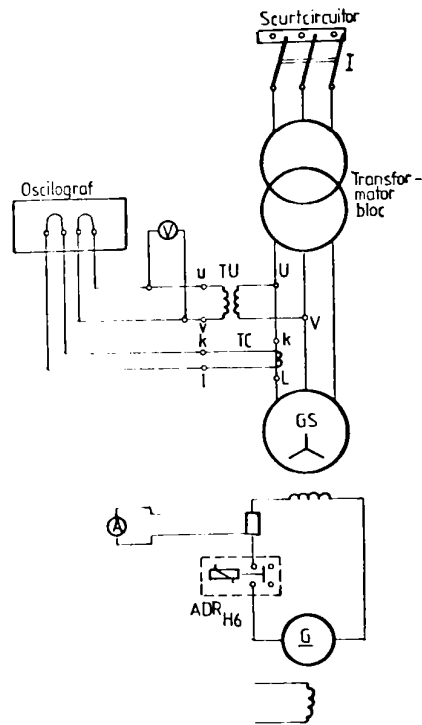 Scurtcircuitor
I
Transfor-
mator
bloc
Oscilograf
V
u TU U
v V
k TC k
l L
GS
A
ADR H6
G